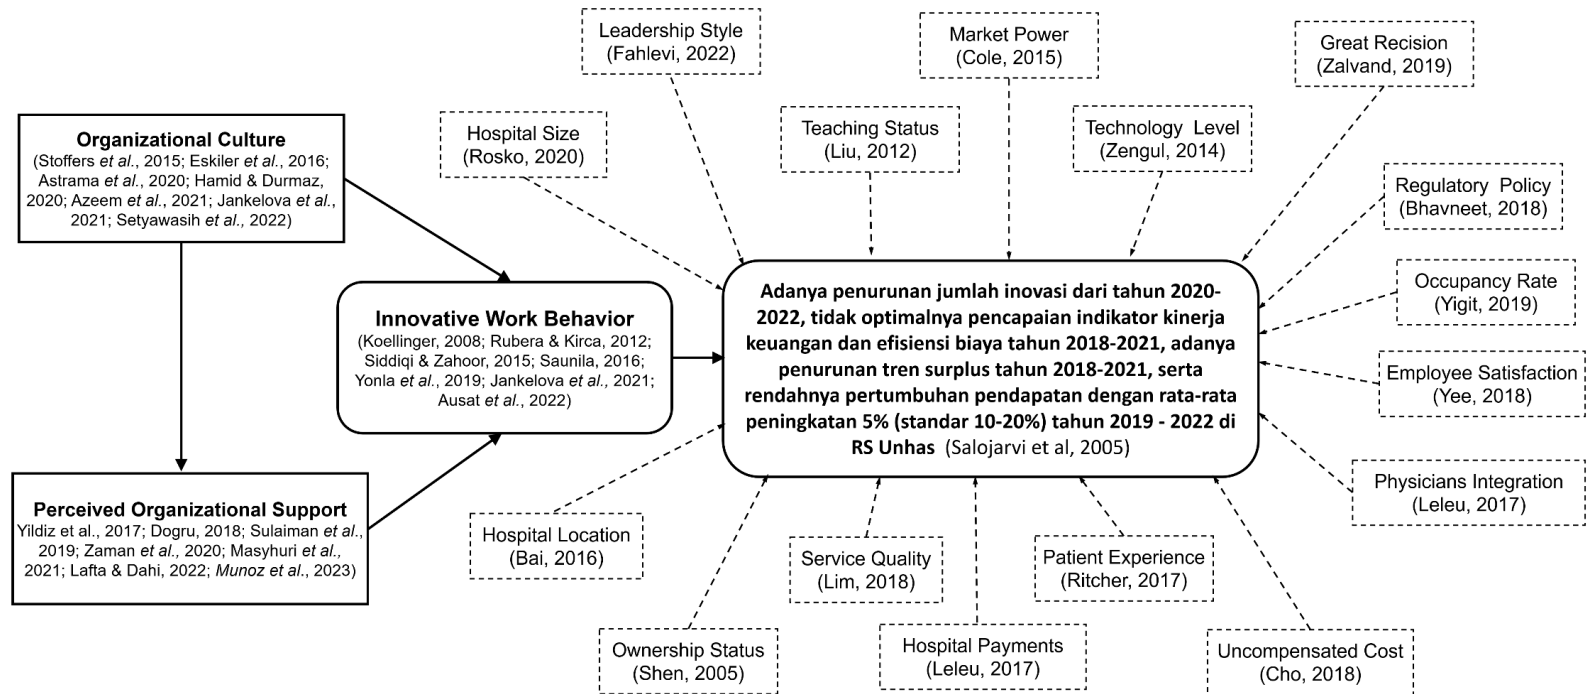 Leadership Style
(Fahlevi, 2022)
Market Power
(Cole, 2015)
Great Recision
(Zalvand, 2019)
Hospital Size
(Rosko, 2020)
Teaching Status
(Liu, 2012)
Technology Level
(Zengul, 2014)
Organizational Culture
(Stoffers et al., 2015; Eskiler et al., 2016;
Astrama et al., 2020; Hamid & Durmaz,
2020; Azeem et al., 2021; Jankelova et al.,
2021; Setyawasih et al., 2022)
Regulatory Policy
(Bhavneet, 2018)
Occupancy Rate
(Yigit, 2019)
Innovative Work Behavior
(Koellinger, 2008; Rubera & Kirca, 2012;
Siddiqi & Zahoor, 2015; Saunila, 2016;
Yonla et al., 2019; Jankelova et al., 2021;
Ausat et al., 2022)
Adanya penurunan jumlah inovasi dari tahun 2020-
2022, tidak optimalnya pencapaian indikator kinerja
keuangan dan efisiensi biaya tahun 2018-2021, adanya
penurunan tren surplus tahun 2018-2021, serta
rendahnya pertumbuhan pendapatan dengan rata-rata
peningkatan 5% (standar 10-20%) tahun 2019 - 2022 di
RS Unhas (Salojarvi et al, 2005)
Employee Satisfaction
(Yee, 2018)
Physicians Integration
(Leleu, 2017)
Perceived Organizational Support
Yildiz et al., 2017; Dogru, 2018; Sulaiman et al.,
2019; Zaman et al., 2020; Masyhuri et al.,
2021; Lafta & Dahi, 2022; Munoz et al., 2023)
Hospital Location
(Bai, 2016)
Service Quality
(Lim, 2018)
Patient Experience
(Ritcher, 2017)
Ownership Status
(Shen, 2005)
Hospital Payments
(Leleu, 2017)
Uncompensated Cost
(Cho, 2018)